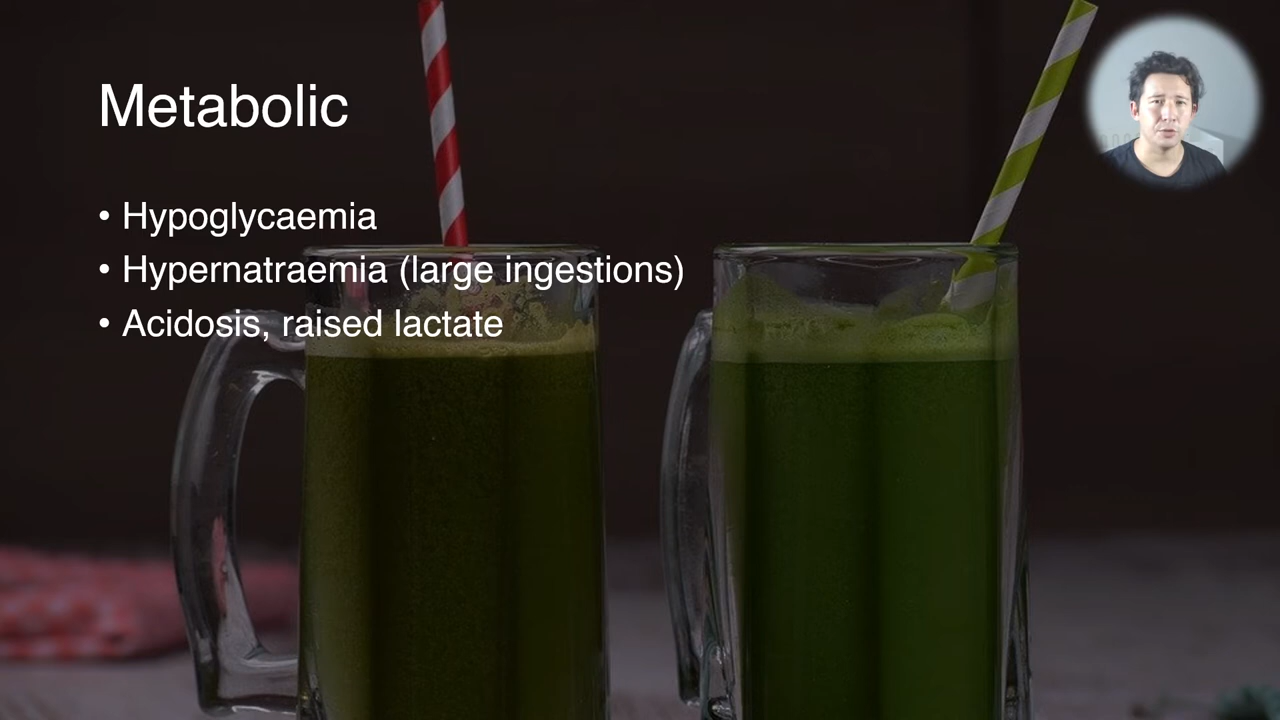 Metabolic
• Hypoglycaemia
• Hypernatraemia (large ingestions)
• Acidosis, raised lactate